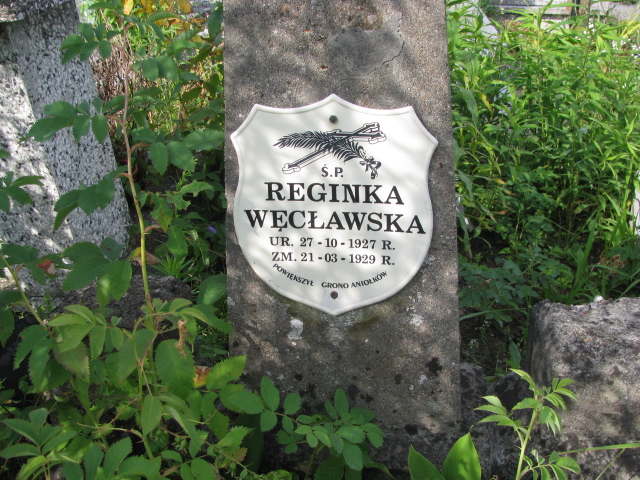 Ś.P.
REGINKA
WĘCŁAWSKA
UR. 27-10-1927 R.
ZM. 21-03-1929 R.
POWIĘKSZYŁ GRONO ANIOŁKÓW